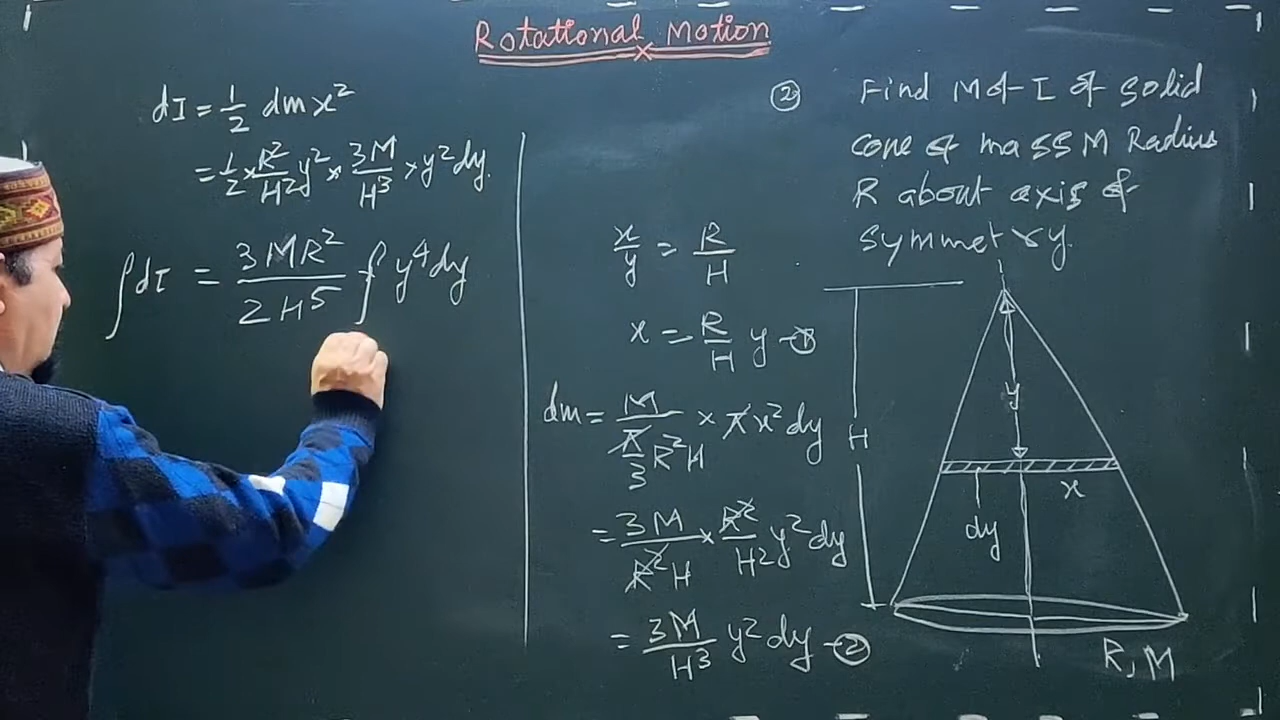 Rotational Motion
dI = 1/2 dm x²
= 1/2 × R²/H² y² × 3M/H³ × y² dy.
∫dI = 3MR²/2H⁵ ∫ y⁴ dy
x/y = R/H
x = R/H y - ①
dm = M/(π/3 R²H) × π x² dy
= 3M/R²H × R²/H² y² dy
= 3M/H³ y² dy - ②
② Find M of I of Solid
cone of mass M Radius
R about axis of
Symmetry.
y
H
x
dy
R, M